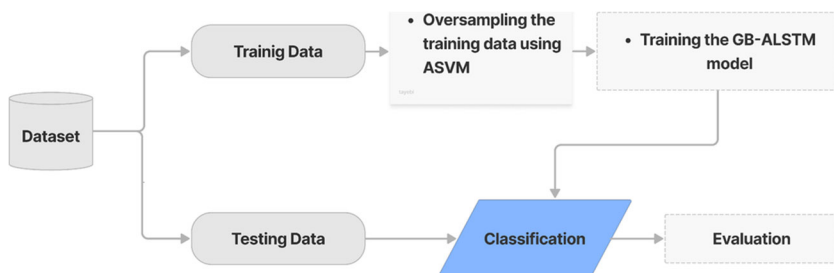 Trainig Data
• Oversampling the
training data using
ASVM
• Training the GB-ALSTM
model
Dataset
Testing Data
Classification
Evaluation